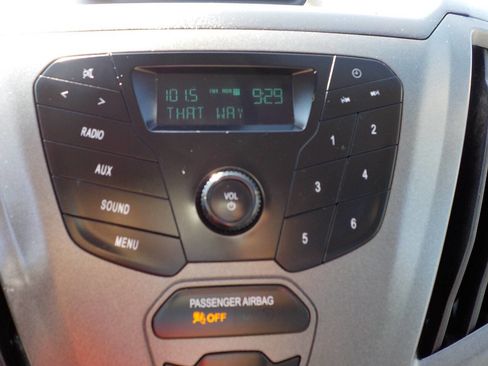 101.5 9:29
THAT WAY
RADIO
AUX
SOUND
MENU
VOL
1 2
3 4
5 6
PASSENGER AIRBAG
OFF